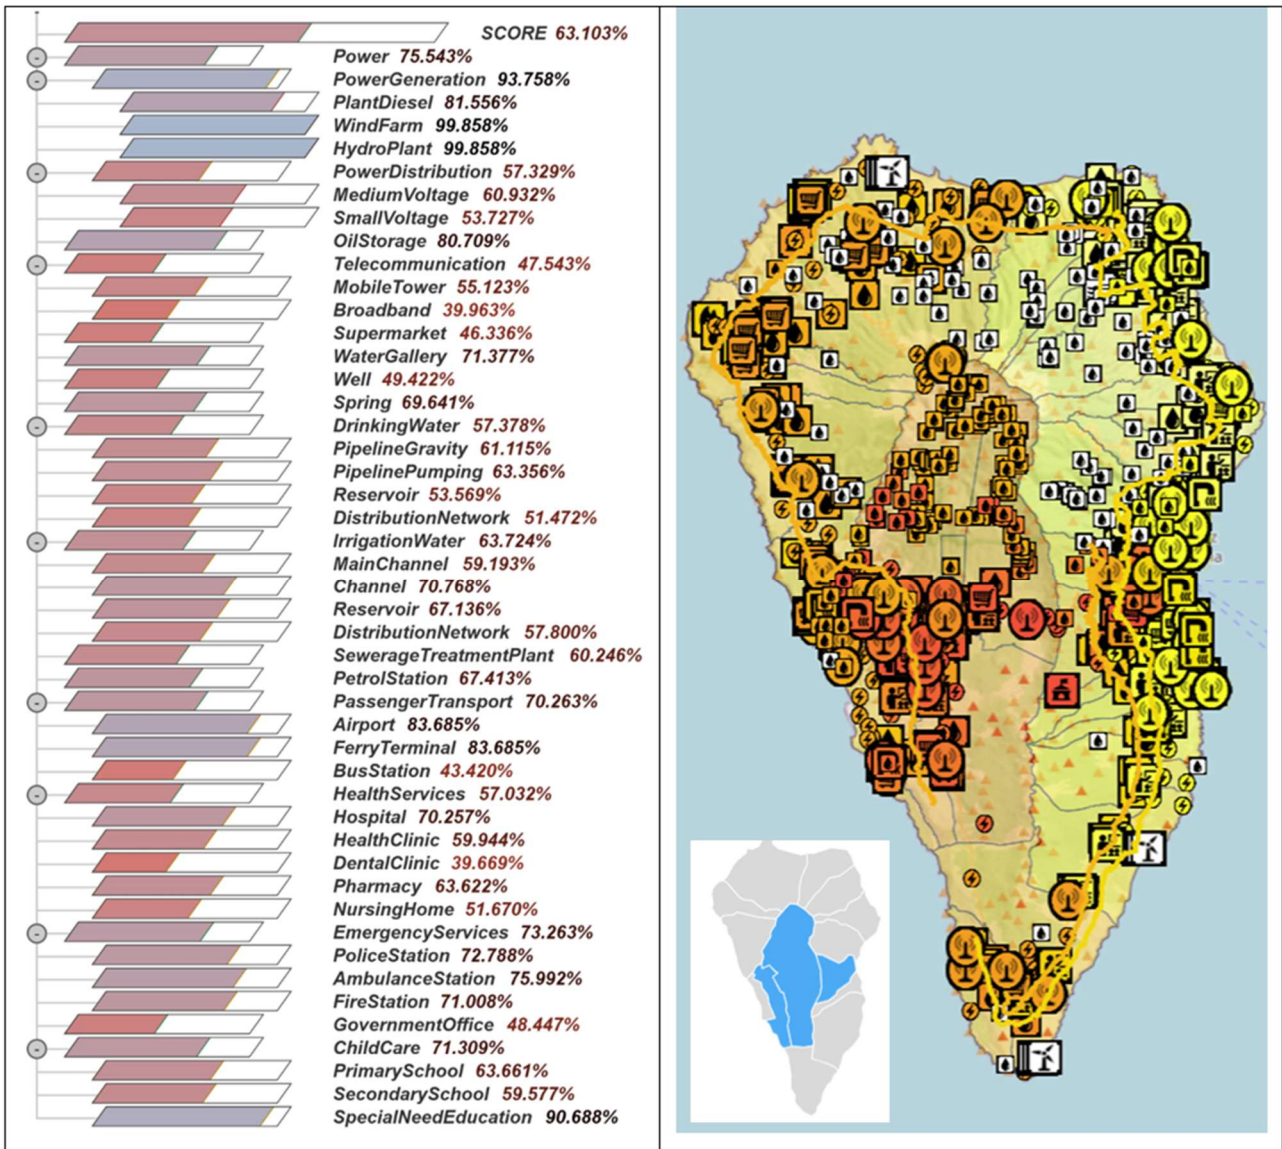 SCORE 63.103%
Power 75.543%
PowerGeneration 93.758%
PlantDiesel 81.556%
WindFarm 99.858%
HydroPlant 99.858%
PowerDistribution 57.329%
MediumVoltage 60.932%
SmallVoltage 53.727%
OilStorage 80.709%
Telecommunication 47.543%
MobileTower 55.123%
Broadband 39.963%
Supermarket 46.336%
WaterGallery 71.377%
Well 49.422%
Spring 69.641%
DrinkingWater 57.378%
PipelineGravity 61.115%
PipelinePumping 63.356%
Reservoir 53.569%
DistributionNetwork 51.472%
IrrigationWater 63.724%
MainChannel 59.193%
Channel 70.768%
Reservoir 67.136%
DistributionNetwork 57.800%
SewerageTreatmentPlant 60.246%
PetrolStation 67.413%
PassengerTransport 70.263%
Airport 83.685%
FerryTerminal 83.685%
BusStation 43.420%
HealthServices 57.032%
Hospital 70.257%
HealthClinic 59.944%
DentalClinic 39.669%
Pharmacy 63.622%
NursingHome 51.670%
EmergencyServices 73.263%
PoliceStation 72.788%
AmbulanceStation 75.992%
FireStation 71.008%
GovernmentOffice 48.447%
ChildCare 71.309%
PrimarySchool 63.661%
SecondarySchool 59.577%
SpecialNeedEducation 90.688%